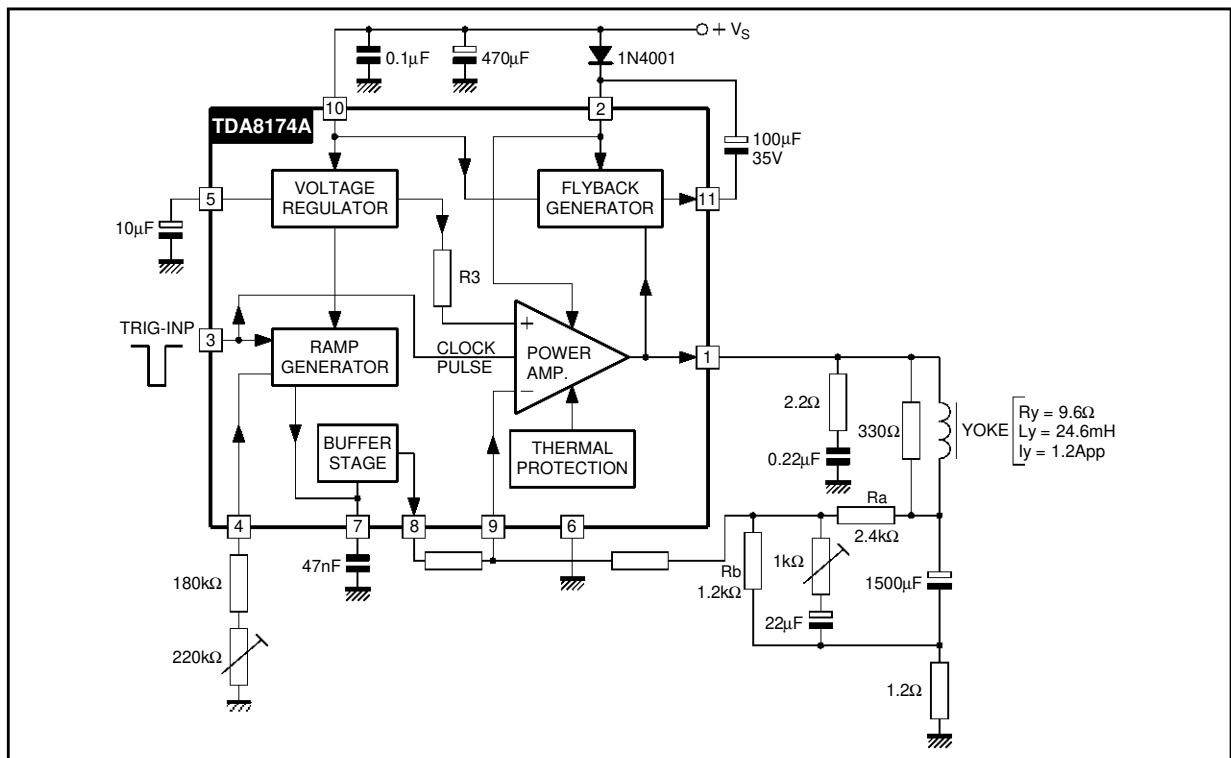 + VS
0.1µF
470µF
1N4001
10
2
TDA8174A
100µF
35V
VOLTAGE
REGULATOR
FLYBACK
GENERATOR
5
11
10µF
R3
TRIG-INP
3
RAMP
GENERATOR
CLOCK
PULSE
+
POWER
AMP.
−
1
2.2Ω
330Ω
YOKE
Ry = 9.6Ω
Ly = 24.6mH
Iy = 1.2App
BUFFER
STAGE
THERMAL
PROTECTION
0.22µF
Ra
2.4kΩ
4
7
8
9
6
47nF
180kΩ
Rb
1.2kΩ
1kΩ
1500µF
22µF
220kΩ
1.2Ω